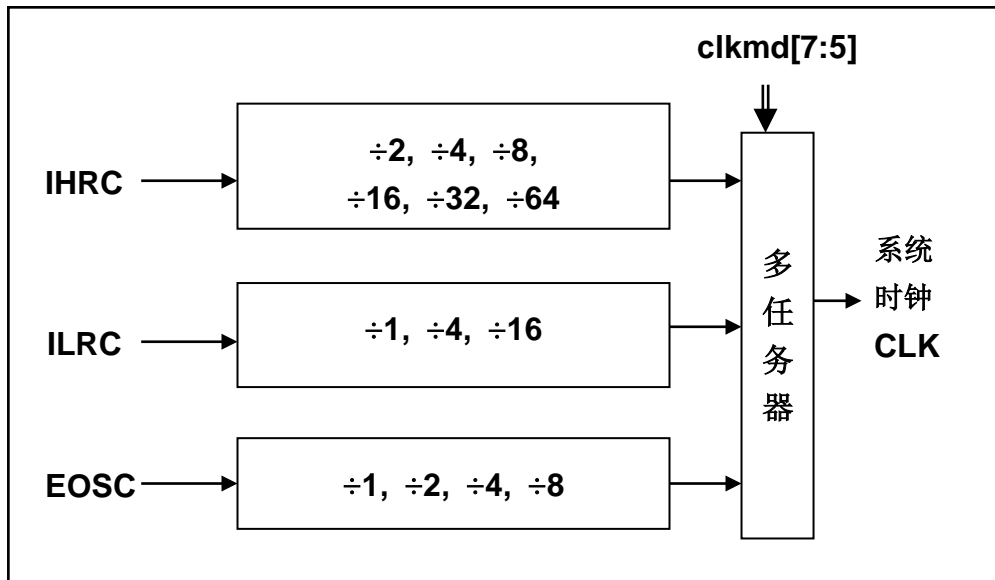 clkmd[7:5]
IHRC
÷2, ÷4, ÷8,
÷16, ÷32, ÷64
ILRC
÷1, ÷4, ÷16
EOSC
÷1, ÷2, ÷4, ÷8
多
任
务
器
系统
时钟
CLK